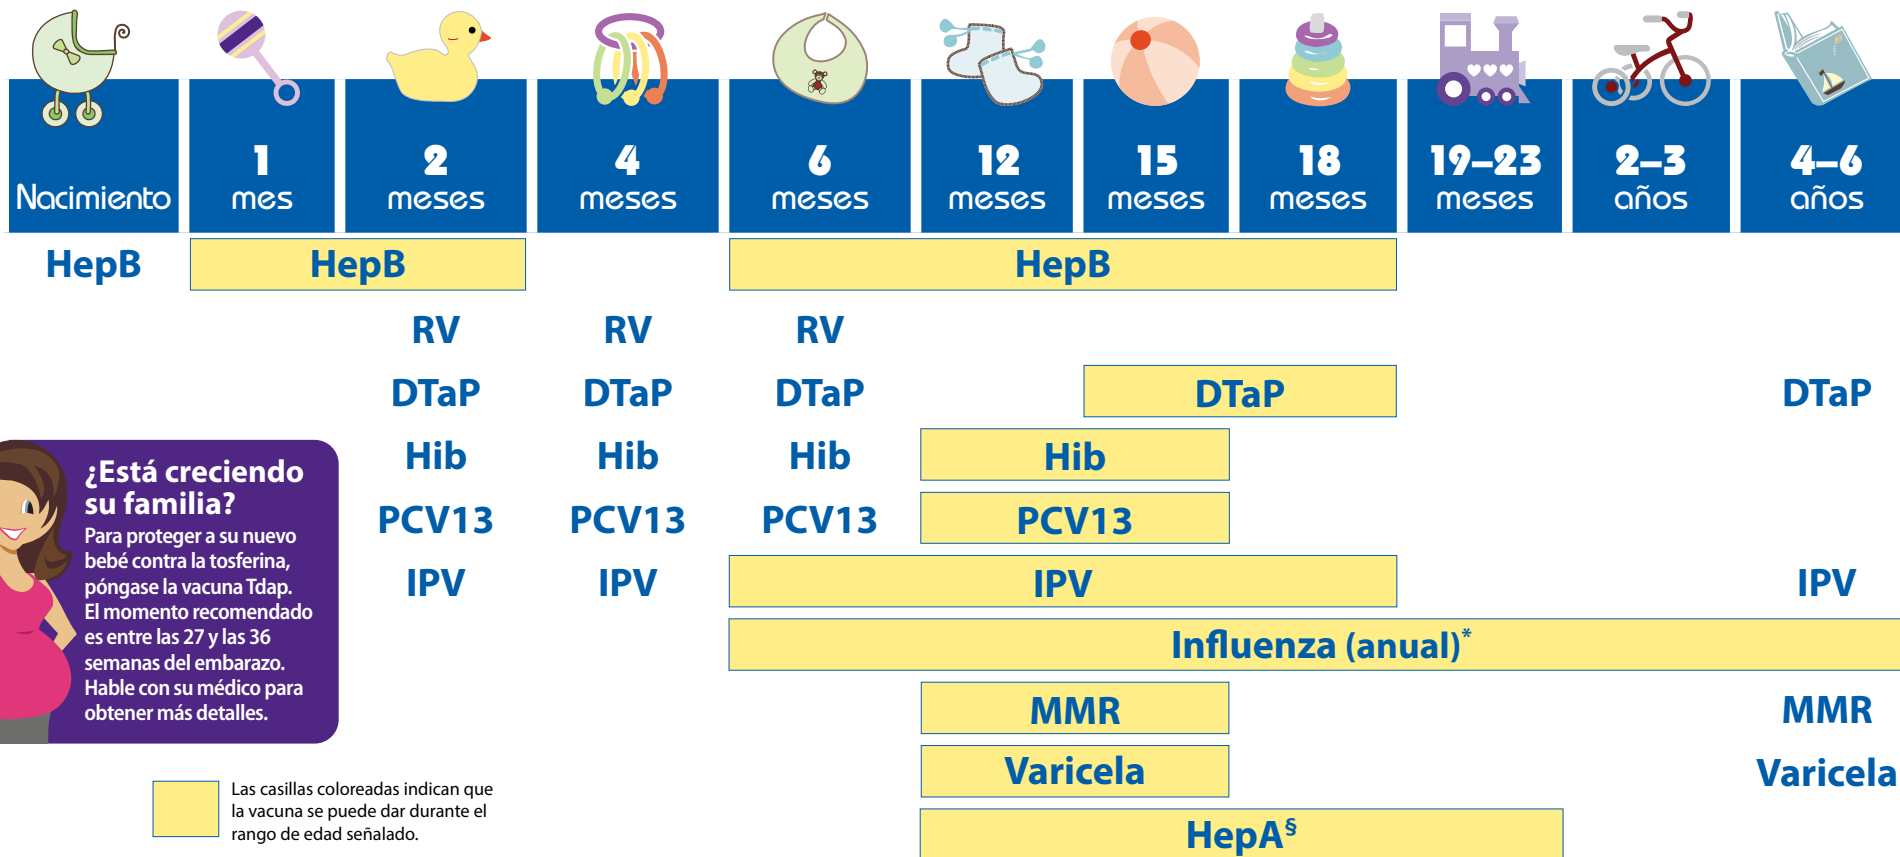 Nacimiento
1 mes
2 meses
4 meses
6 meses
12 meses
15 meses
18 meses
19–23 meses
2–3 años
4–6 años
HepB HepB HepB
RV RV RV
DTaP DTaP DTaP DTaP DTaP
Hib Hib Hib Hib
PCV13 PCV13 PCV13 PCV13
IPV IPV IPV IPV
Influenza (anual)*
MMR MMR
Varicela Varicela
HepA§
¿Está creciendo
su familia?
Para proteger a su nuevo
bebé contra la tosferina,
póngase la vacuna Tdap.
El momento recomendado
es entre las 27 y las 36
semanas del embarazo.
Hable con su médico para
obtener más detalles.
Las casillas coloreadas indican que
la vacuna se puede dar durante el
rango de edad señalado.